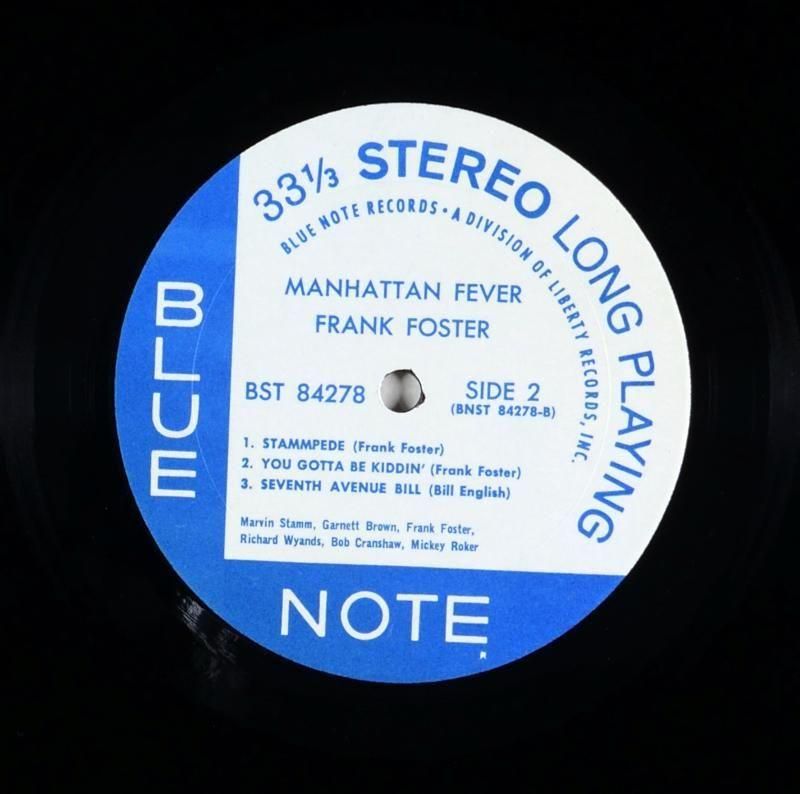 33⅓ STEREO LONG PLAYING
BLUE NOTE RECORDS • A DIVISION OF LIBERTY RECORDS, INC.
MANHATTAN FEVER
FRANK FOSTER
BST 84278
SIDE 2
(BNST 84278-B)
1. STAMMPEDE (Frank Foster)
2. YOU GOTTA BE KIDDIN' (Frank Foster)
3. SEVENTH AVENUE BILL (Bill English)
Marvin Stamm, Garnett Brown, Frank Foster,
Richard Wyands, Bob Cranshaw, Mickey Roker
BLUE
NOTE
R